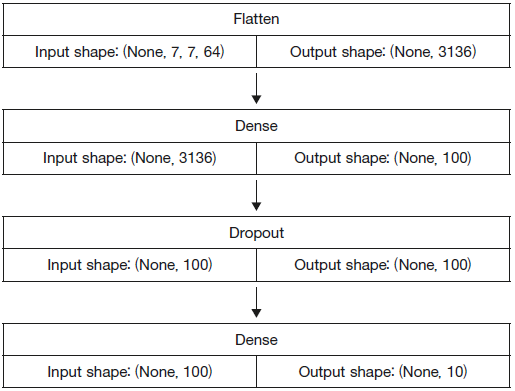 Flatten
Input shape: (None, 7, 7, 64) Output shape: (None, 3136)
Dense
Input shape: (None, 3136) Output shape: (None, 100)
Dropout
Input shape: (None, 100) Output shape: (None, 100)
Dense
Input shape: (None, 100) Output shape: (None, 10)